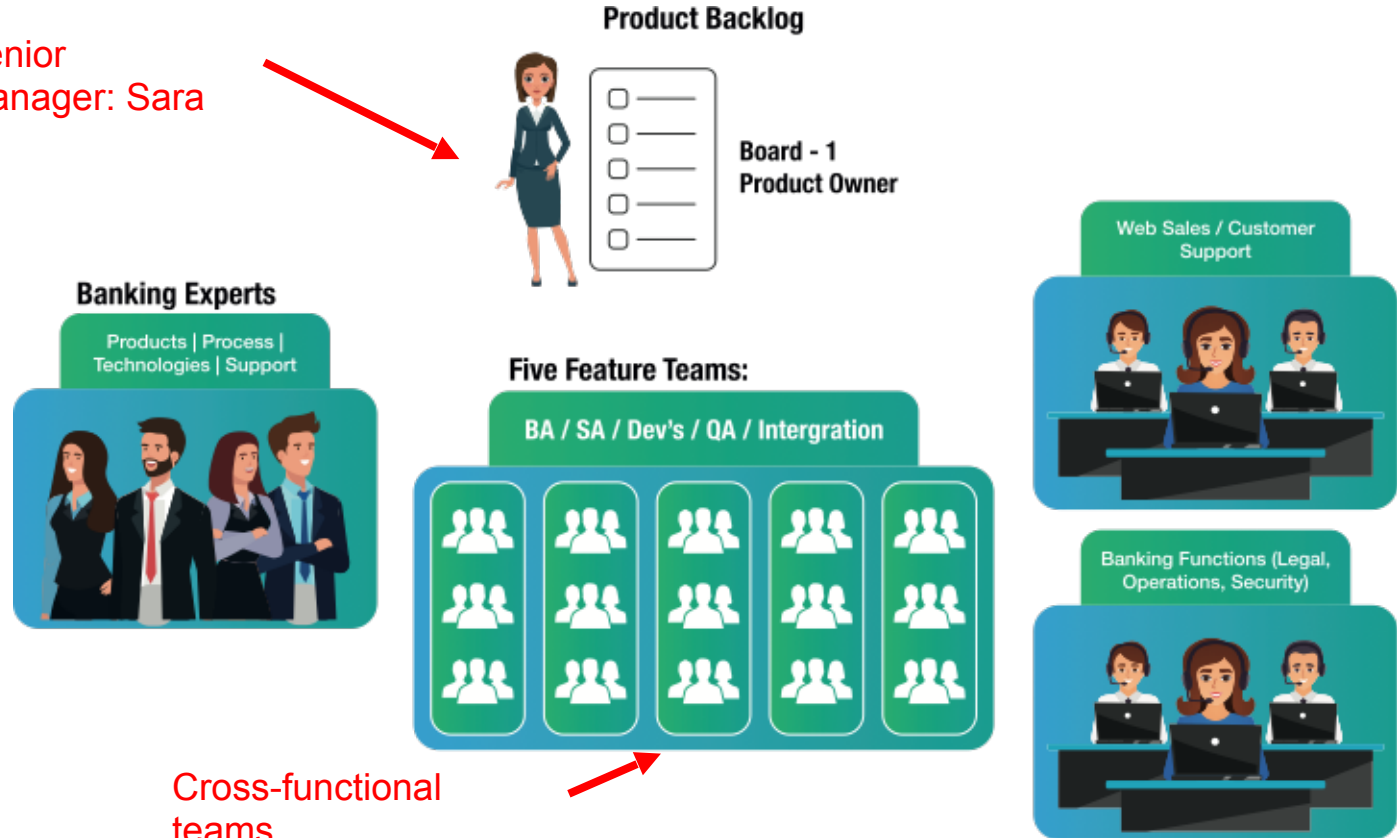 Product Backlog
enior
anager: Sara
Board - 1
Product Owner
Banking Experts
Products | Process |
Technologies | Support
Five Feature Teams:
BA / SA / Dev's / QA / Intergration
Web Sales / Customer
Support
Banking Functions (Legal,
Operations, Security)
Cross-functional
teams